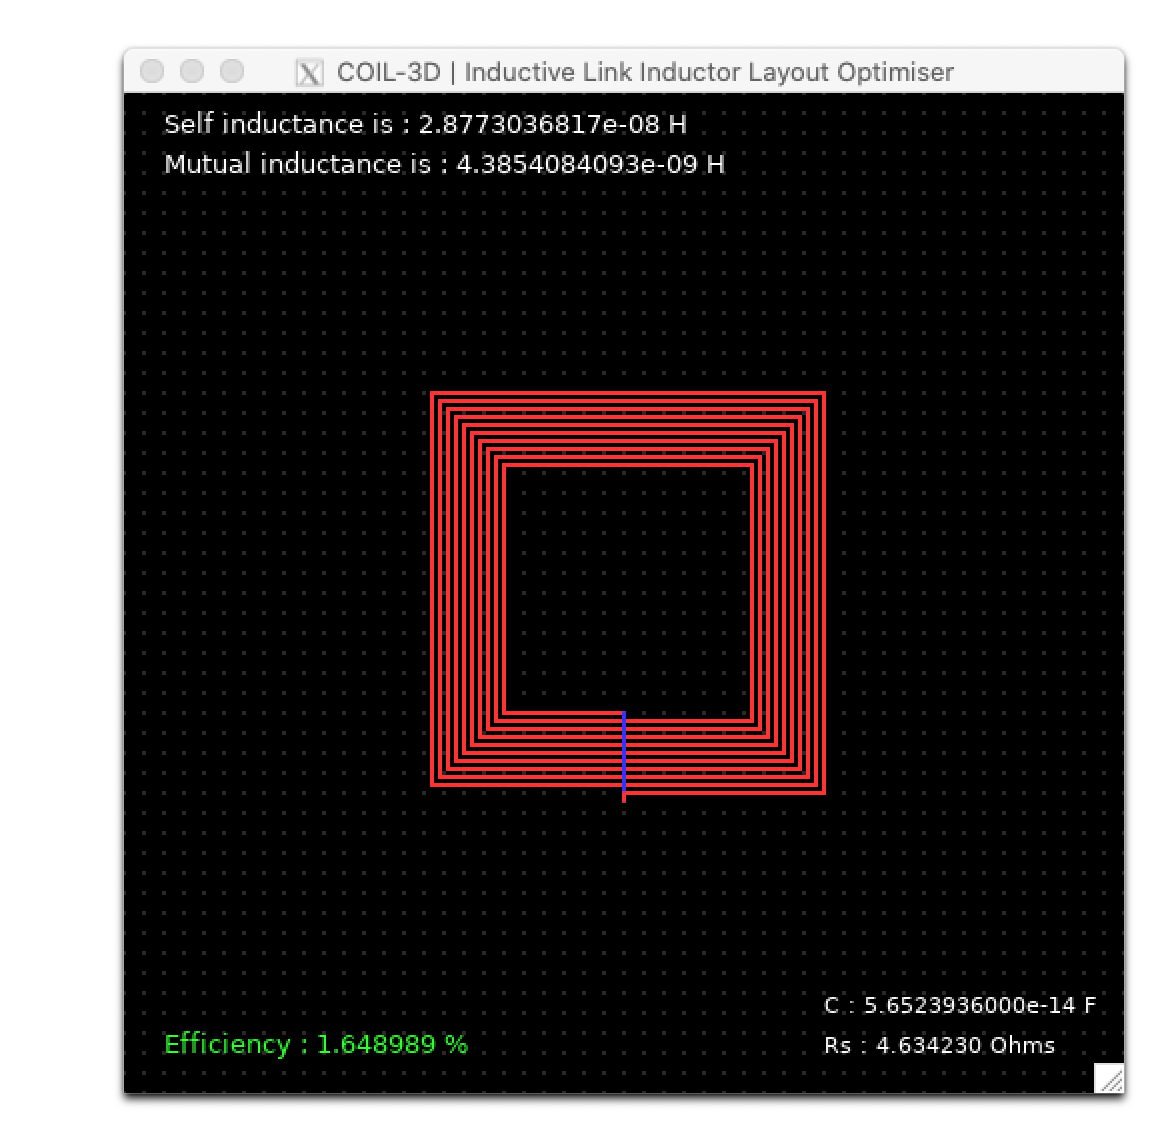 COIL-3D | Inductive Link Inductor Layout Optimiser
Self inductance is : 2.8773036817e-08 H
Mutual inductance is : 4.3854084093e-09 H
C : 5.6523936000e-14 F
Efficiency : 1.648989 %
Rs : 4.634230 Ohms